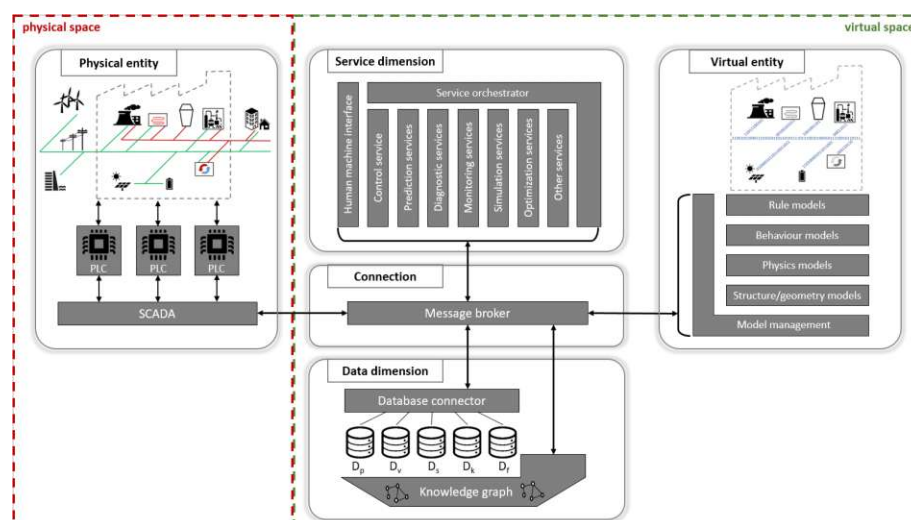 physical space
virtual space
Physical entity
PLC
PLC
PLC
SCADA
Service dimension
Human machine interface
Service orchestrator
Control service
Prediction services
Diagnostic services
Monitoring services
Simulation services
Optimization services
Other services
Connection
Message broker
Data dimension
Database connector
Dp
Dv
Ds
Dk
Df
Knowledge graph
Virtual entity
Rule models
Behaviour models
Physics models
Structure/geometry models
Model management